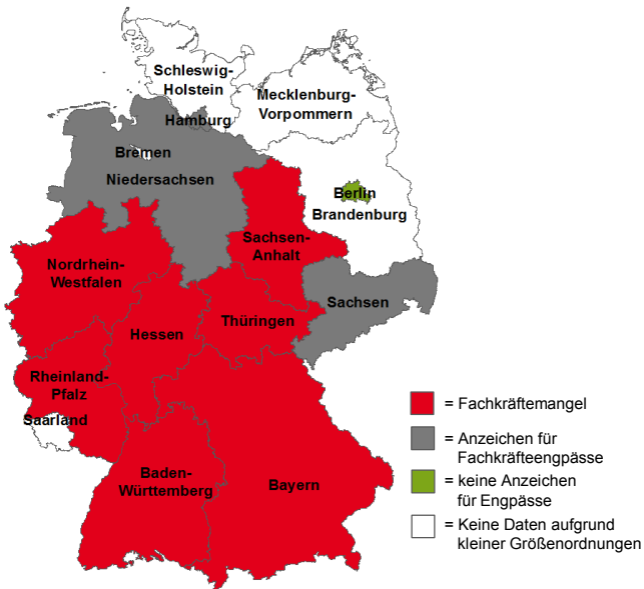 Schleswig-
Holstein
Mecklenburg-
Vorpommern
Hamburg
Bremen
Niedersachsen
Berlin
Brandenburg
Sachsen-
Anhalt
Nordrhein-
Westfalen
Sachsen
Thüringen
Hessen
Rheinland-
Pfalz
Saarland
Baden-
Württemberg
Bayern
= Fachkräftemangel
= Anzeichen für
Fachkräfteengpässe
= keine Anzeichen
für Engpässe
= Keine Daten aufgrund
kleiner Größenordnungen